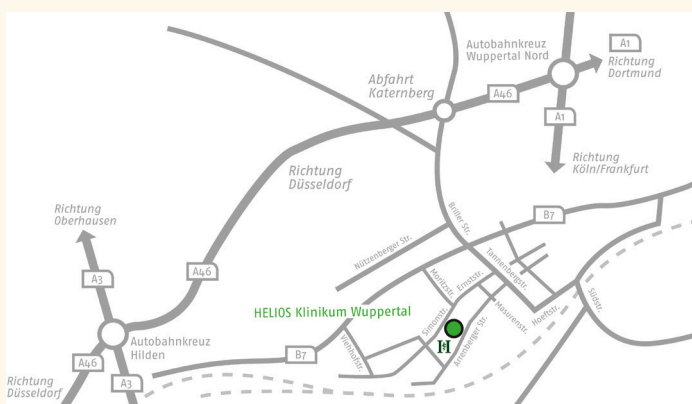 A1
Autobahnkreuz
Wuppertal Nord
Richtung
Dortmund
Abfahrt
Katernberg
A46
A1
Richtung
Düsseldorf
Richtung
Köln/Frankfurt
Richtung
Oberhausen
Briller Str.
B7
Nützenberger Str.
Tannenbergstr.
A46
A3
Moritzstr.
Ernststr.
Südstr.
HELIOS Klinikum Wuppertal
Simonstr.
Masurenstr.
Hoeftstr.
Viehhofstr.
Arrenberger Str.
H
Autobahnkreuz
Hilden
B7
A46
A3
Richtung
Düsseldorf